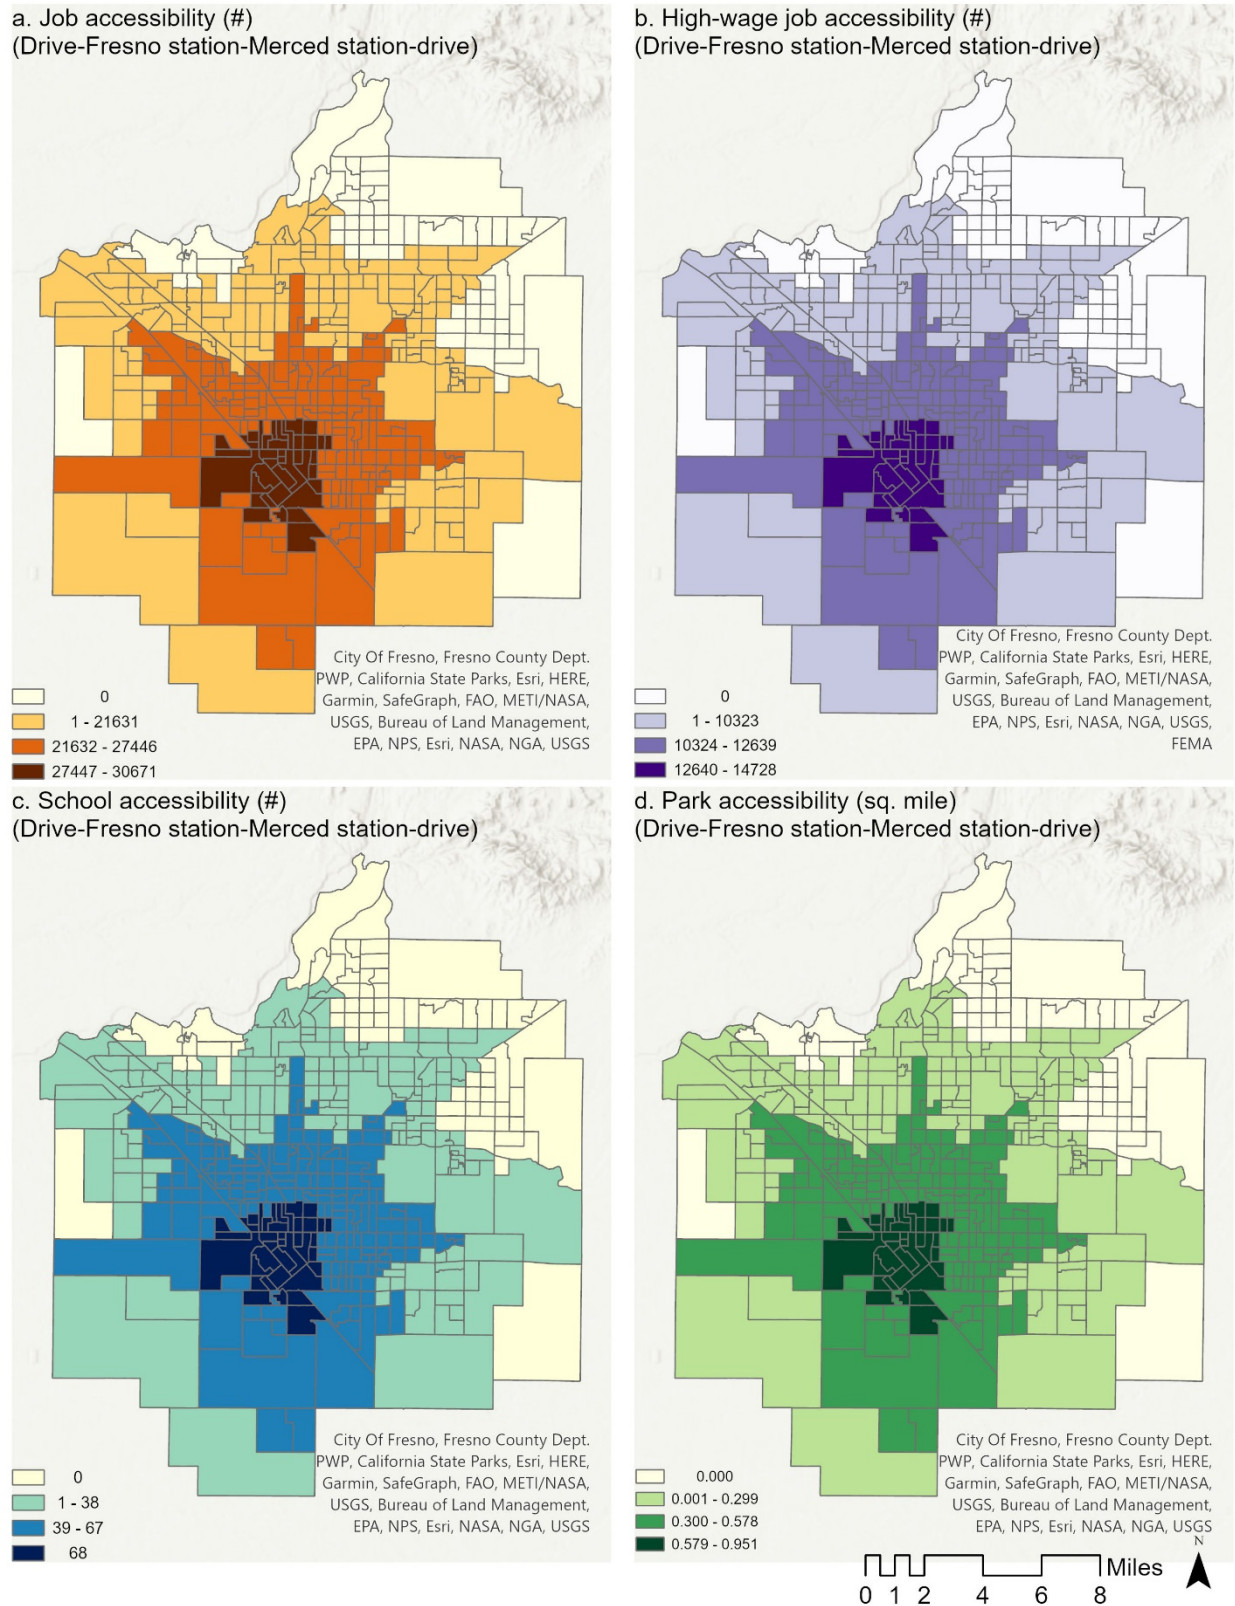 a. Job accessibility (#)
(Drive-Fresno station-Merced station-drive)
City Of Fresno, Fresno County Dept.
PWP, California State Parks, Esri, HERE,
Garmin, SafeGraph, FAO, METI/NASA,
USGS, Bureau of Land Management,
EPA, NPS, Esri, NASA, NGA, USGS
0
1 - 21631
21632 - 27446
27447 - 30671
b. High-wage job accessibility (#)
(Drive-Fresno station-Merced station-drive)
City Of Fresno, Fresno County Dept.
PWP, California State Parks, Esri, HERE,
Garmin, SafeGraph, FAO, METI/NASA,
USGS, Bureau of Land Management,
EPA, NPS, Esri, NASA, NGA, USGS,
FEMA
0
1 - 10323
10324 - 12639
12640 - 14728
c. School accessibility (#)
(Drive-Fresno station-Merced station-drive)
City Of Fresno, Fresno County Dept.
PWP, California State Parks, Esri, HERE,
Garmin, SafeGraph, FAO, METI/NASA,
USGS, Bureau of Land Management,
EPA, NPS, Esri, NASA, NGA, USGS
0
1 - 38
39 - 67
68
d. Park accessibility (sq. mile)
(Drive-Fresno station-Merced station-drive)
City Of Fresno, Fresno County Dept.
PWP, California State Parks, Esri, HERE,
Garmin, SafeGraph, FAO, METI/NASA,
USGS, Bureau of Land Management,
EPA, NPS, Esri, NASA, NGA, USGS
0.000
0.001 - 0.299
0.300 - 0.578
0.579 - 0.951
N
Miles
0 1 2 4 6 8